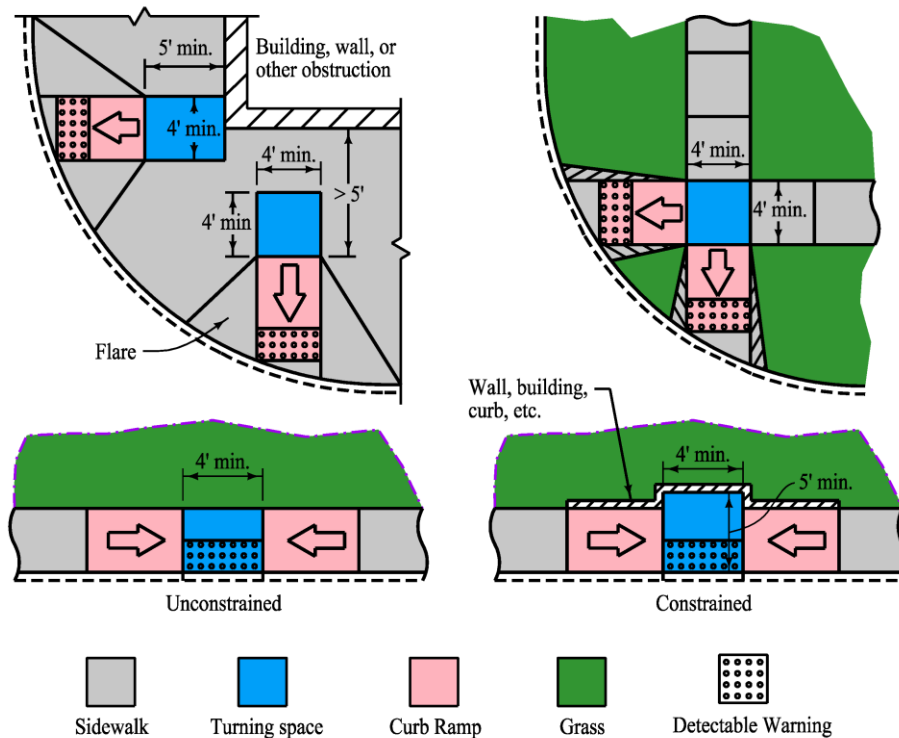 5' min.
Building, wall, or
other obstruction
4' min.
4' min.
> 5'
4' min
Flare
4' min.
4' min.
Wall, building,
curb, etc.
4' min.
4' min.
5' min.
Unconstrained
Constrained
Sidewalk
Turning space
Curb Ramp
Grass
Detectable Warning